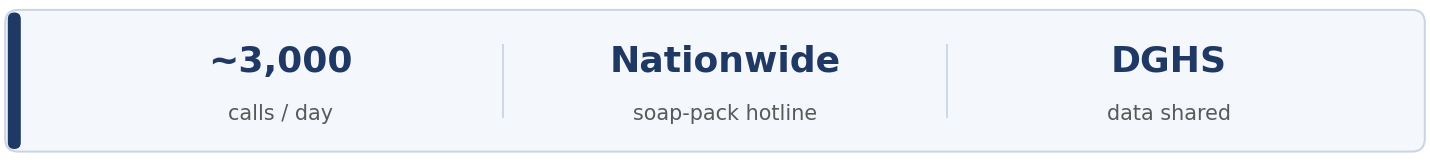 ~3,000
calls / day
Nationwide
soap-pack hotline
DGHS
data shared